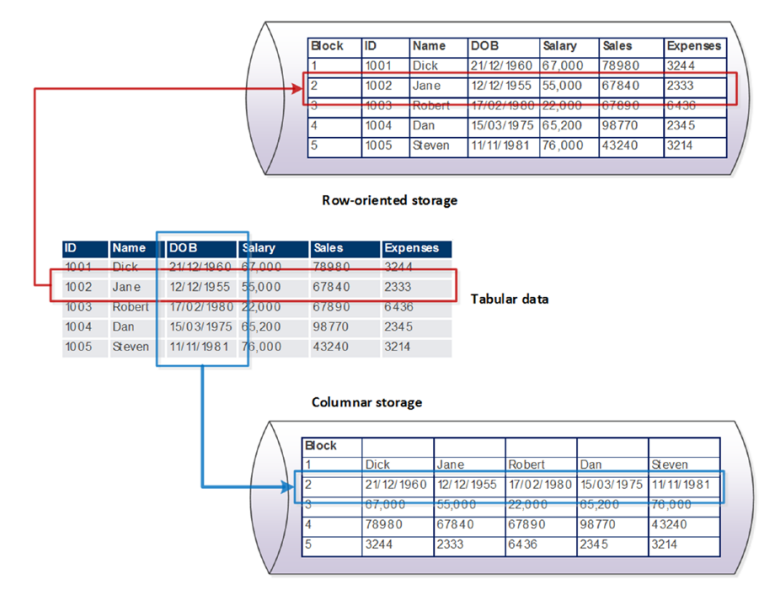 Block ID Name DOB Salary Sales Expenses
1 1001 Dick 21/12/1960 67,000 78980 3244
2 1002 Jane 12/12/1955 55,000 67840 2333
3 1003 Robert 17/02/1980 22,000 67890 6436
4 1004 Dan 15/03/1975 65,200 98770 2345
5 1005 Steven 11/11/1981 76,000 43240 3214
Row-oriented storage
ID Name DOB Salary Sales Expenses
1001 Dick 21/12/1960 67,000 78980 3244
1002 Jane 12/12/1955 55,000 67840 2333
1003 Robert 17/02/1980 22,000 67890 6436
1004 Dan 15/03/1975 65,200 98770 2345
1005 Steven 11/11/1981 76,000 43240 3214
Tabular data
Columnar storage
Block
1 Dick Jane Robert Dan Steven
2 21/12/1960 12/12/1955 17/02/1980 15/03/1975 11/11/1981
3 67,000 55,000 22,000 65,200 76,000
4 78980 67840 67890 98770 43240
5 3244 2333 6436 2345 3214